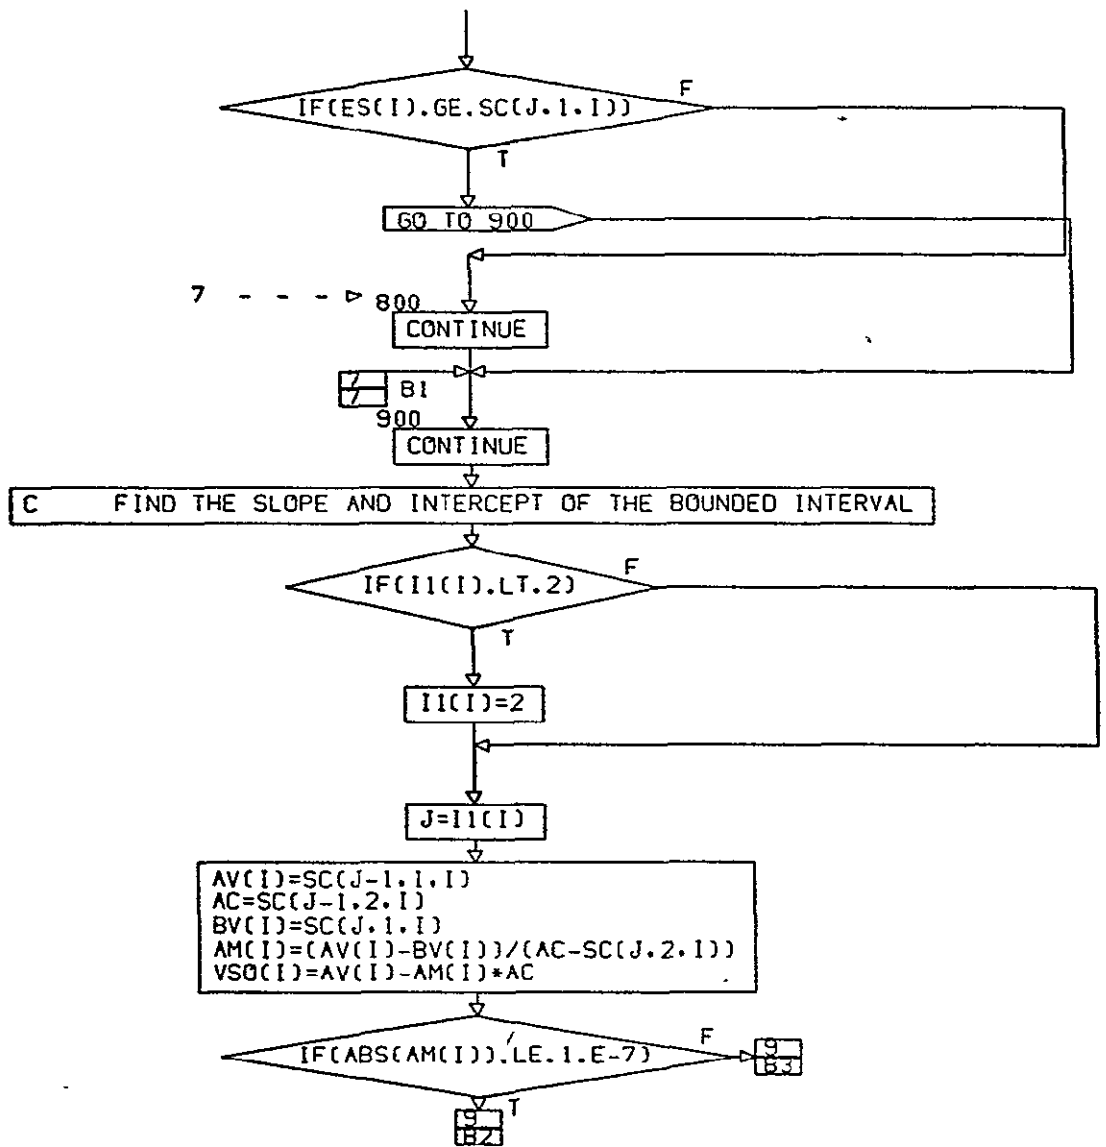 F
IF(ES(I).GE.SC(J.1.I))
T
GO TO 900
7 - - - 800
CONTINUE
7
7 B1
900
CONTINUE
C FIND THE SLOPE AND INTERCEPT OF THE BOUNDED INTERVAL
F
IF(I1(I).LT.2)
T
I1(I)=2
J=I1(I)
AV(I)=SC(J-1.1.I)
AC=SC(J-1.2.I)
BV(I)=SC(J.1.I)
AM(I)=(AV(I)-BV(I))/(AC-SC(J.2.I))
VSO(I)=AV(I)-AM(I)*AC
F
IF(ABS(AM(I)).LE.1.E-7)
9
B3
T
9
B2